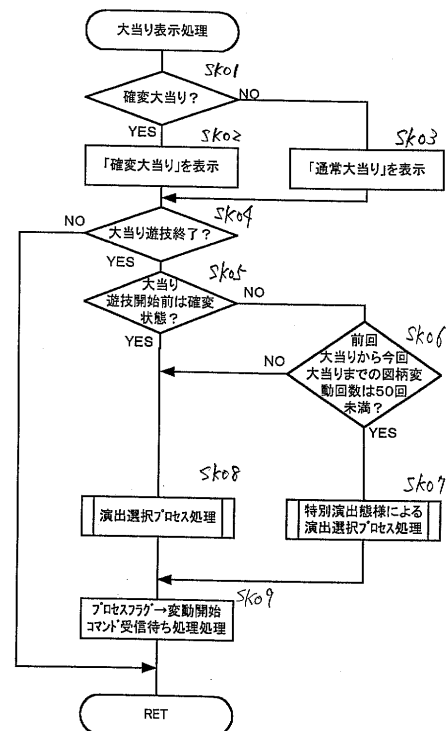 大当り表示処理
SK01
確変大当り？
NO
YES
SK02
SK03
「確変大当り」を表示
「通常大当り」を表示
SK04
NO
大当り遊技終了？
YES
SK05
大当り
遊技開始前は確変
状態？
NO
YES
SK06
前回
大当りから今回
大当りまでの図柄変
動回数は50回
未満？
NO
YES
SK08
SK07
演出選択プロセス処理
特別演出態様による
演出選択プロセス処理
SK09
プロセスフラグ→変動開始
コマンド受信待ち処理処理
RET